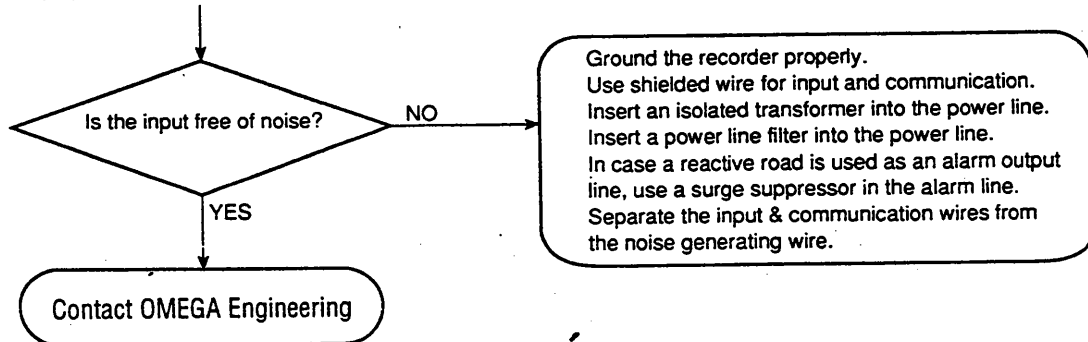 Is the input free of noise?
NO
Ground the recorder properly.
Use shielded wire for input and communication.
Insert an isolated transformer into the power line.
Insert a power line filter into the power line.
In case a reactive road is used as an alarm output
line, use a surge suppressor in the alarm line.
Separate the input & communication wires from
the noise generating wire.
YES
Contact OMEGA Engineering